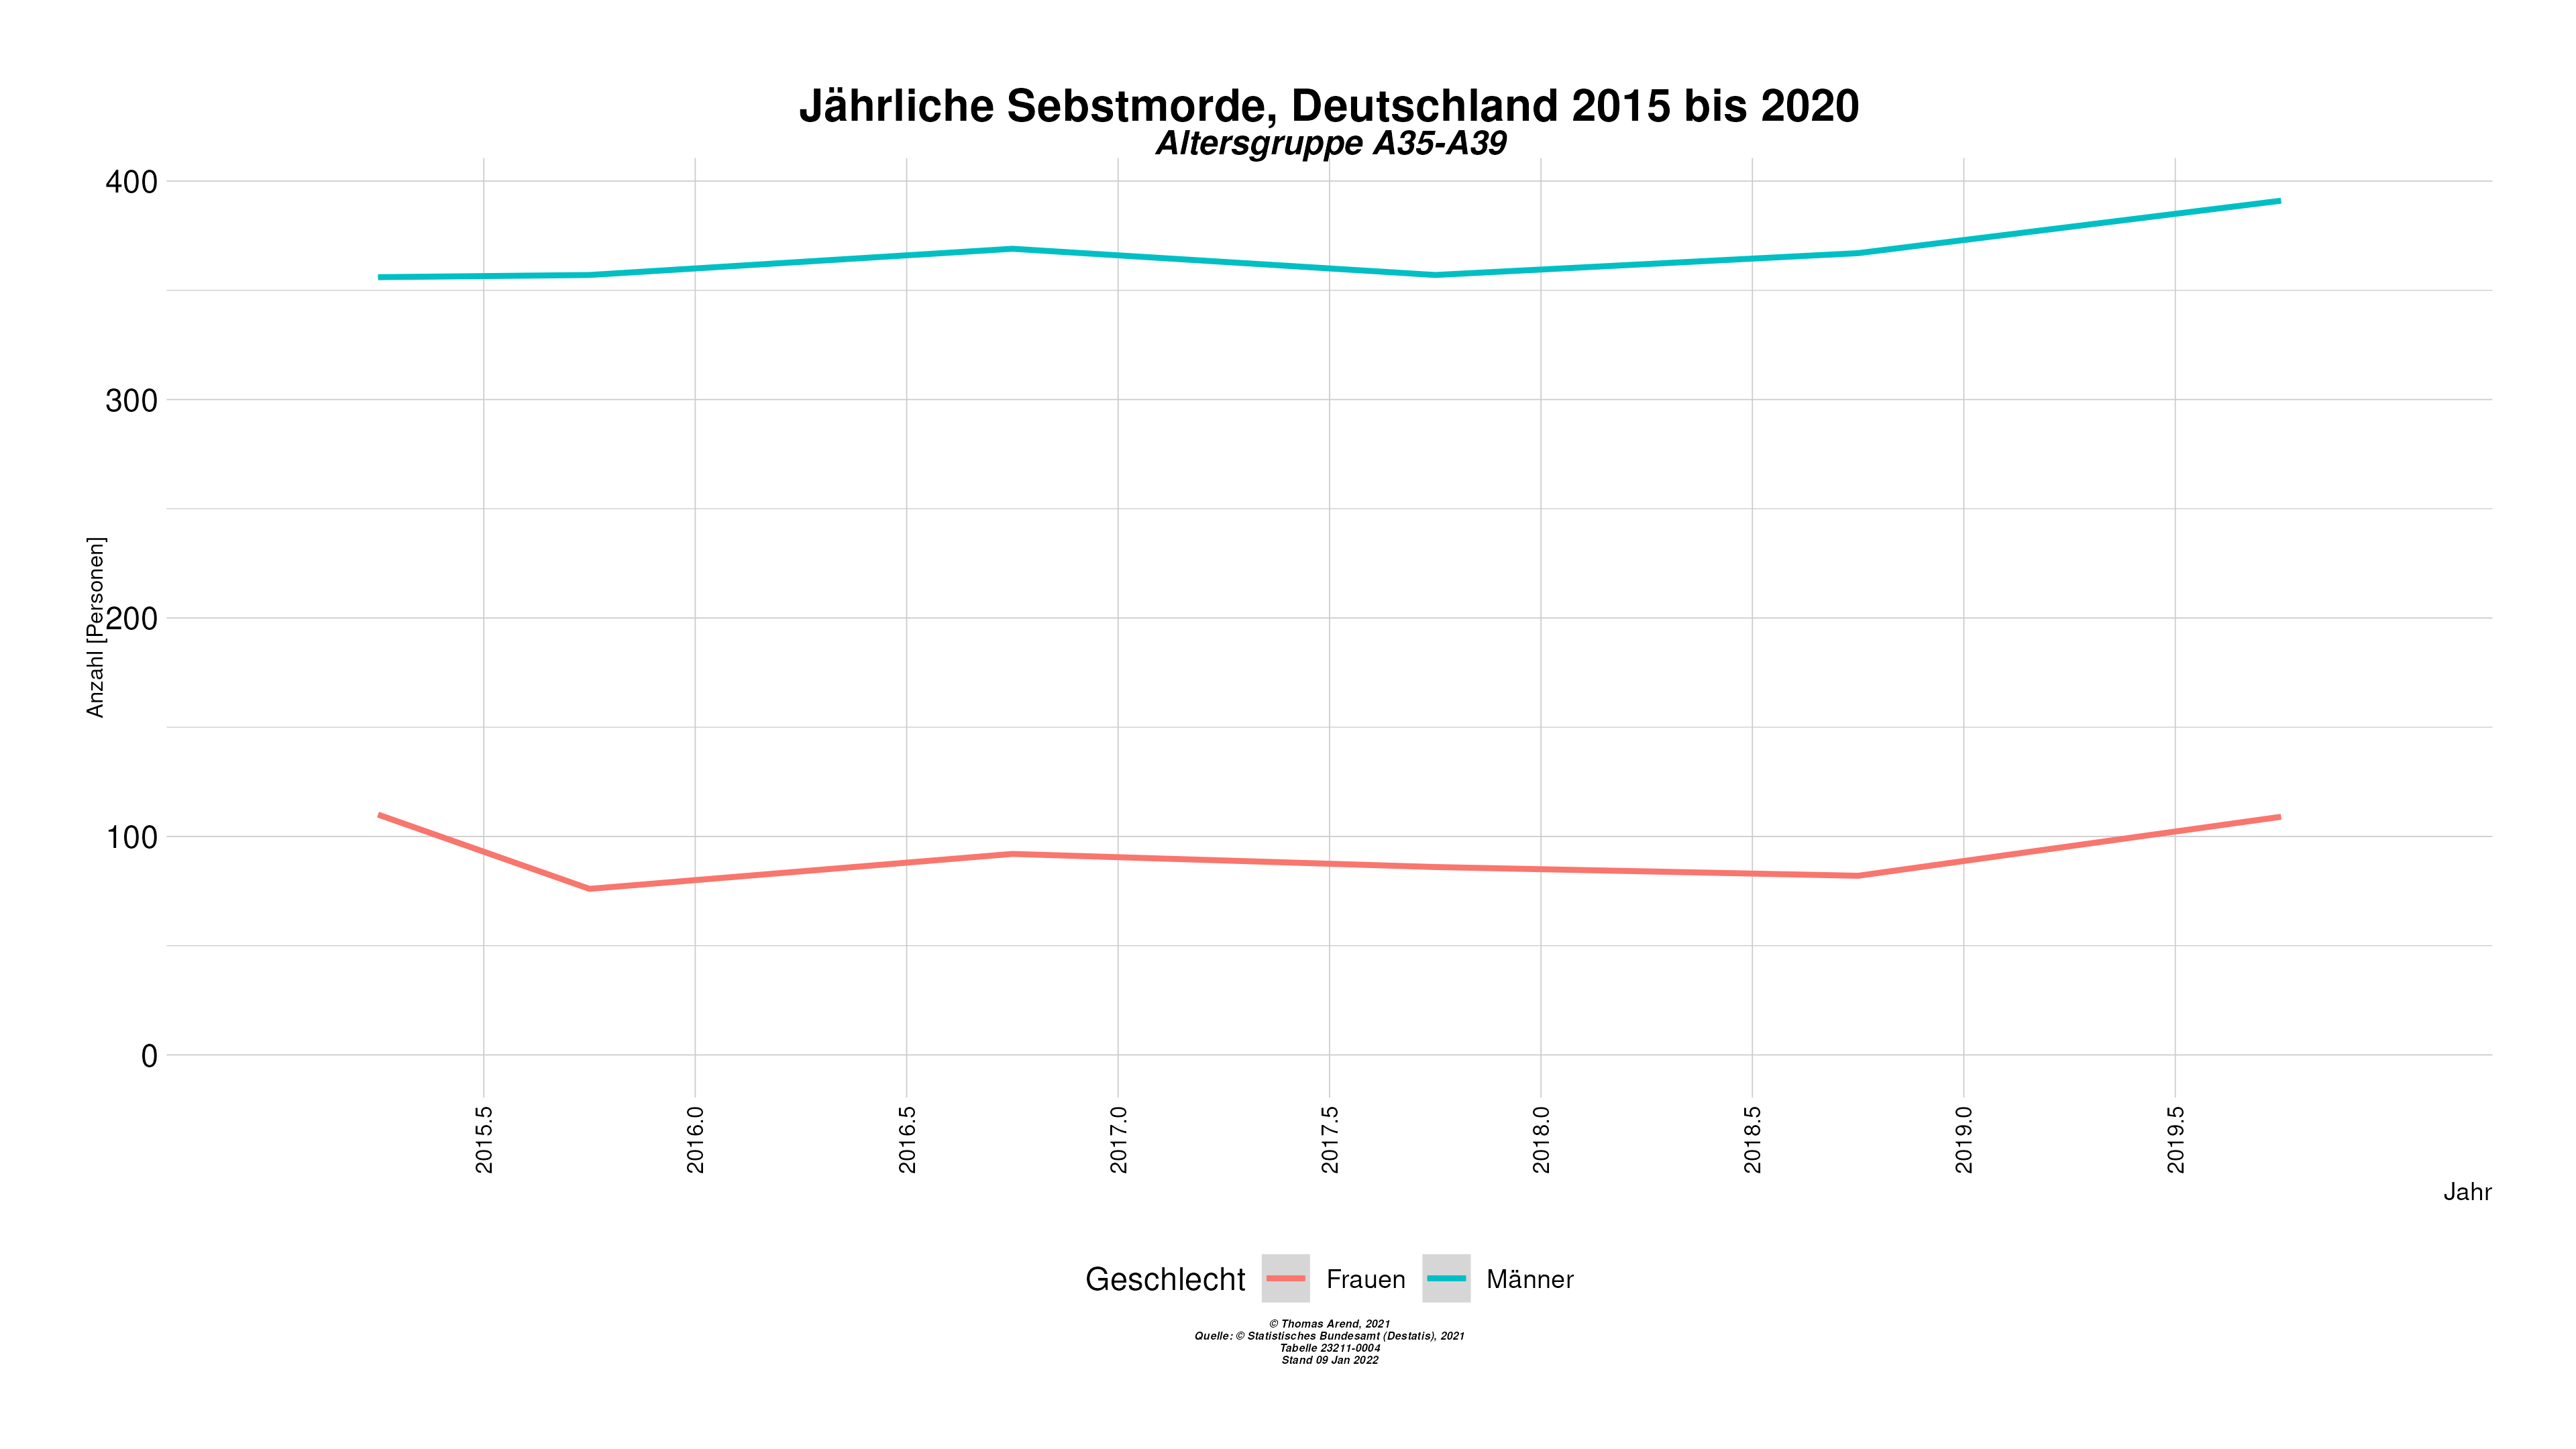 Jährliche Sebstmorde, Deutschland 2015 bis 2020
Altersgruppe A35-A39
400
300
200
100
0
Anzahl [Personen]
2015.5
2016.0
2016.5
2017.0
2017.5
2018.0
2018.5
2019.0
2019.5
Jahr
Geschlecht Frauen Männer
© Thomas Arend, 2021
Quelle: © Statistisches Bundesamt (Destatis), 2021
Tabelle 23211-0004
Stand 09 Jan 2022